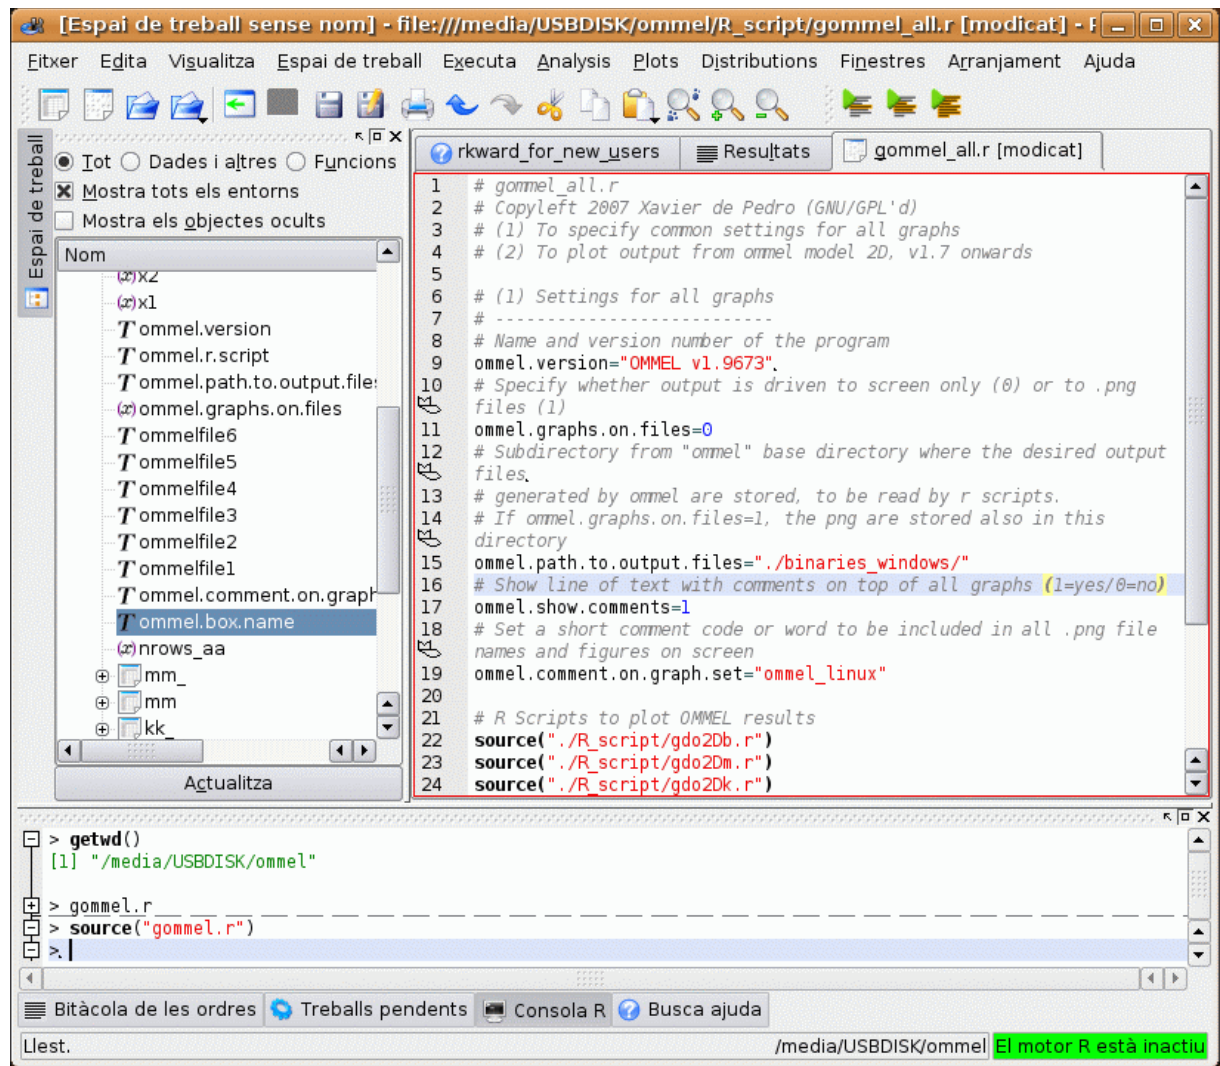 [Espai de treball sense nom] - file:///media/USBDISK/ommel/R_script/gommel_all.r [modicat] -
Fitxer Edita Visualitza Espai de treball Executa Analysis Plots Distributions Finestres Arranjament Ajuda
Espai de treball
Tot Dades i altres Funcions
Mostra tots els entorns
Mostra els objectes ocults
Nom
(x) x2
(x) x1
T ommel.version
T ommel.r.script
T ommel.path.to.output.file
(x) ommel.graphs.on.files
T ommelfile6
T ommelfile5
T ommelfile4
T ommelfile3
T ommelfile2
T ommelfile1
T ommel.comment.on.graph
T ommel.box.name
(x) nrows_aa
mm_
mm
kk_
Actualitza
rkward_for_new_users Resultats gommel_all.r [modicat]
1 # gommel_all.r
2 # Copyleft 2007 Xavier de Pedro (GNU/GPL'd)
3 # (1) To specify common settings for all graphs
4 # (2) To plot output from ommel model 2D, v1.7 onwards
5
6 # (1) Settings for all graphs
7 # ---------------------------
8 # Name and version number of the program
9 ommel.version="OMMEL v1.9673"
10 # Specify whether output is driven to screen only (0) or to .png
files (1)
11 ommel.graphs.on.files=0
12 # Subdirectory from "ommel" base directory where the desired output
files
13 # generated by ommel are stored, to be read by r scripts.
14 # If ommel.graphs.on.files=1, the png are stored also in this
directory
15 ommel.path.to.output.files="./binaries_windows/"
16 # Show line of text with comments on top of all graphs (1=yes/0=no)
17 ommel.show.comments=1
18 # Set a short comment code or word to be included in all .png file
names and figures on screen
19 ommel.comment.on.graph.set="ommel_linux"
20
21 # R Scripts to plot OMMEL results
22 source("./R_script/gdo2Db.r")
23 source("./R_script/gdo2Dm.r")
24 source("./R_script/gdo2Dk.r")
> getwd()
[1] "/media/USBDISK/ommel"
> gommel.r
> source("gommel.r")
>
Bitàcola de les ordres Treballs pendents Consola R Busca ajuda
Llest. /media/USBDISK/ommel El motor R està inactiu